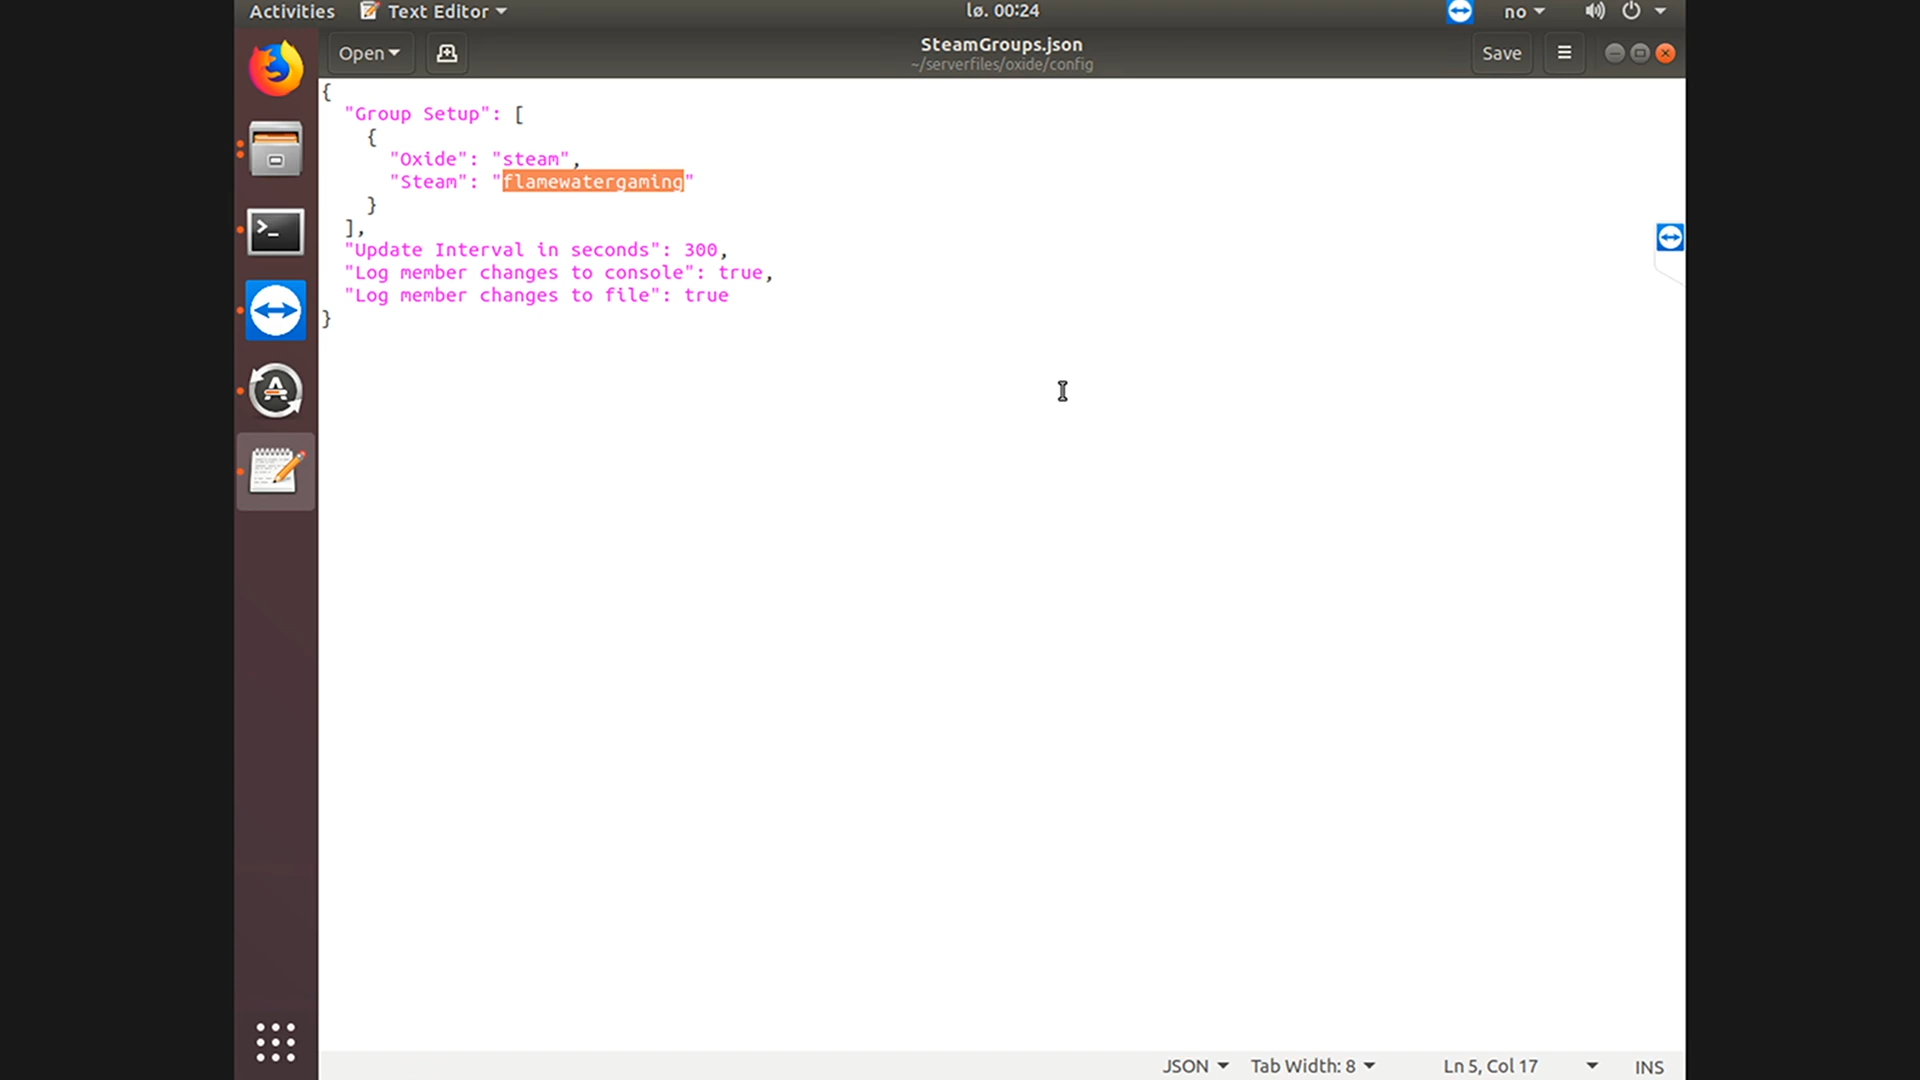 Activities Text Editor lø. 00:24 no
Open SteamGroups.json Save
~/serverfiles/oxide/config
{
"Group Setup": [
{
"Oxide": "steam",
"Steam": "flamewatergaming"
}
],
"Update Interval in seconds": 300,
"Log member changes to console": true,
"Log member changes to file": true
}
JSON Tab Width: 8 Ln 5, Col 17 INS